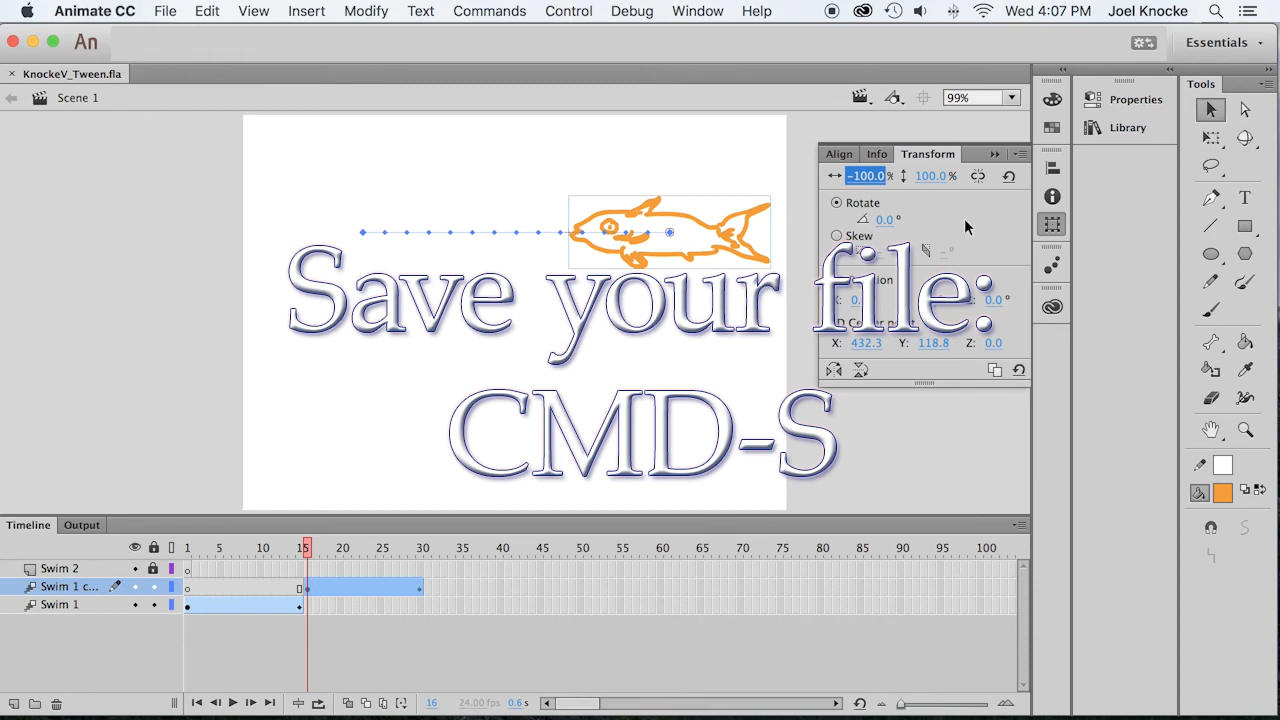 Animate CC File Edit View Insert Modify Text Commands Control Debug Window Help Wed 4:07 PM Joel Knocke
An Essentials
× KnockeV_Tween.fla
Scene 1
99%
Properties
Library
Tools
Align Info Transform
-100.0% 100.0%
Rotate
0.0°
Skew
X: 0. 0.0°
X: 432.3 Y: 118.8 Z: 0.0
Save your file:
CMD-S
Timeline Output
1 5 10 15 20 25 30 35 40 45 50 55 60 65 70 75 80 85 90 95 100
Swim 2
Swim 1 c...
Swim 1
16 24.00 fps 0.6 s